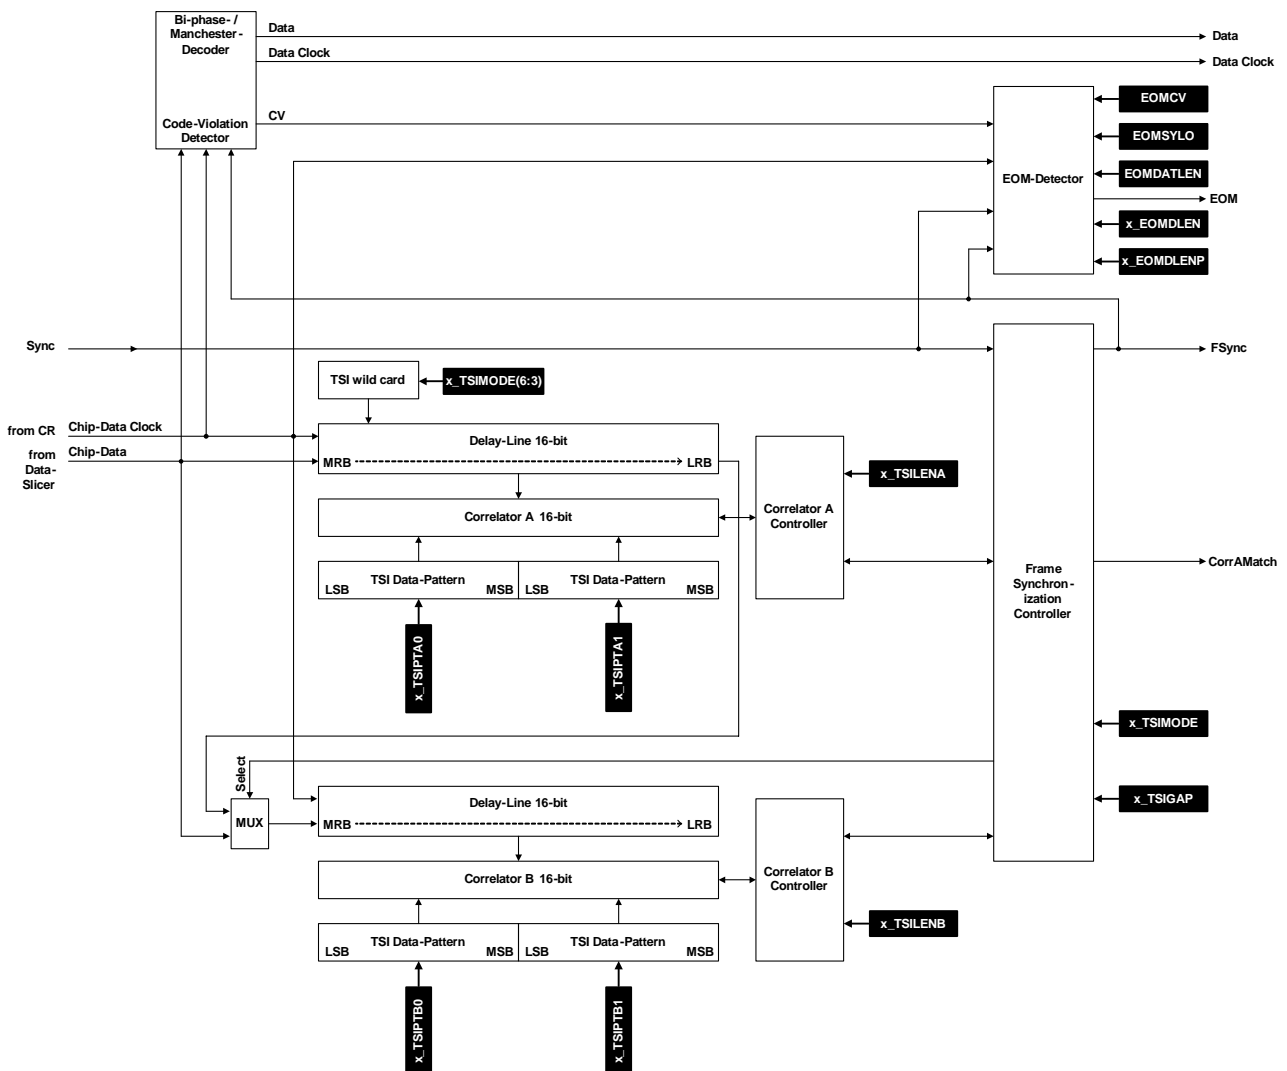 Bi-phase- /
Manchester-
Decoder
Data
Data
Data Clock
Data Clock
EOMCV
CV
Code-Violation
Detector
EOMSYLO
EOM-Detector
EOMDATLEN
EOM
x_EOMDLEN
x_EOMDLENP
Sync
FSync
TSI wild card
x_TSIMODE(6:3)
from CR
Chip-Data Clock
Delay-Line 16-bit
from
Data-
Slicer
Chip-Data
MRB
LRB
x_TSILENA
Correlator A 16-bit
Correlator A
Controller
Frame
Synchron-
ization
Controller
CorrAMatch
TSI Data-Pattern
LSB
MSB
TSI Data-Pattern
LSB
MSB
x_TSIPTA0
x_TSIPTA1
x_TSIMODE
Select
x_TSIGAP
MUX
Delay-Line 16-bit
MRB
LRB
Correlator B 16-bit
Correlator B
Controller
x_TSILENB
TSI Data-Pattern
LSB
MSB
TSI Data-Pattern
LSB
MSB
x_TSIPTB0
x_TSIPTB1